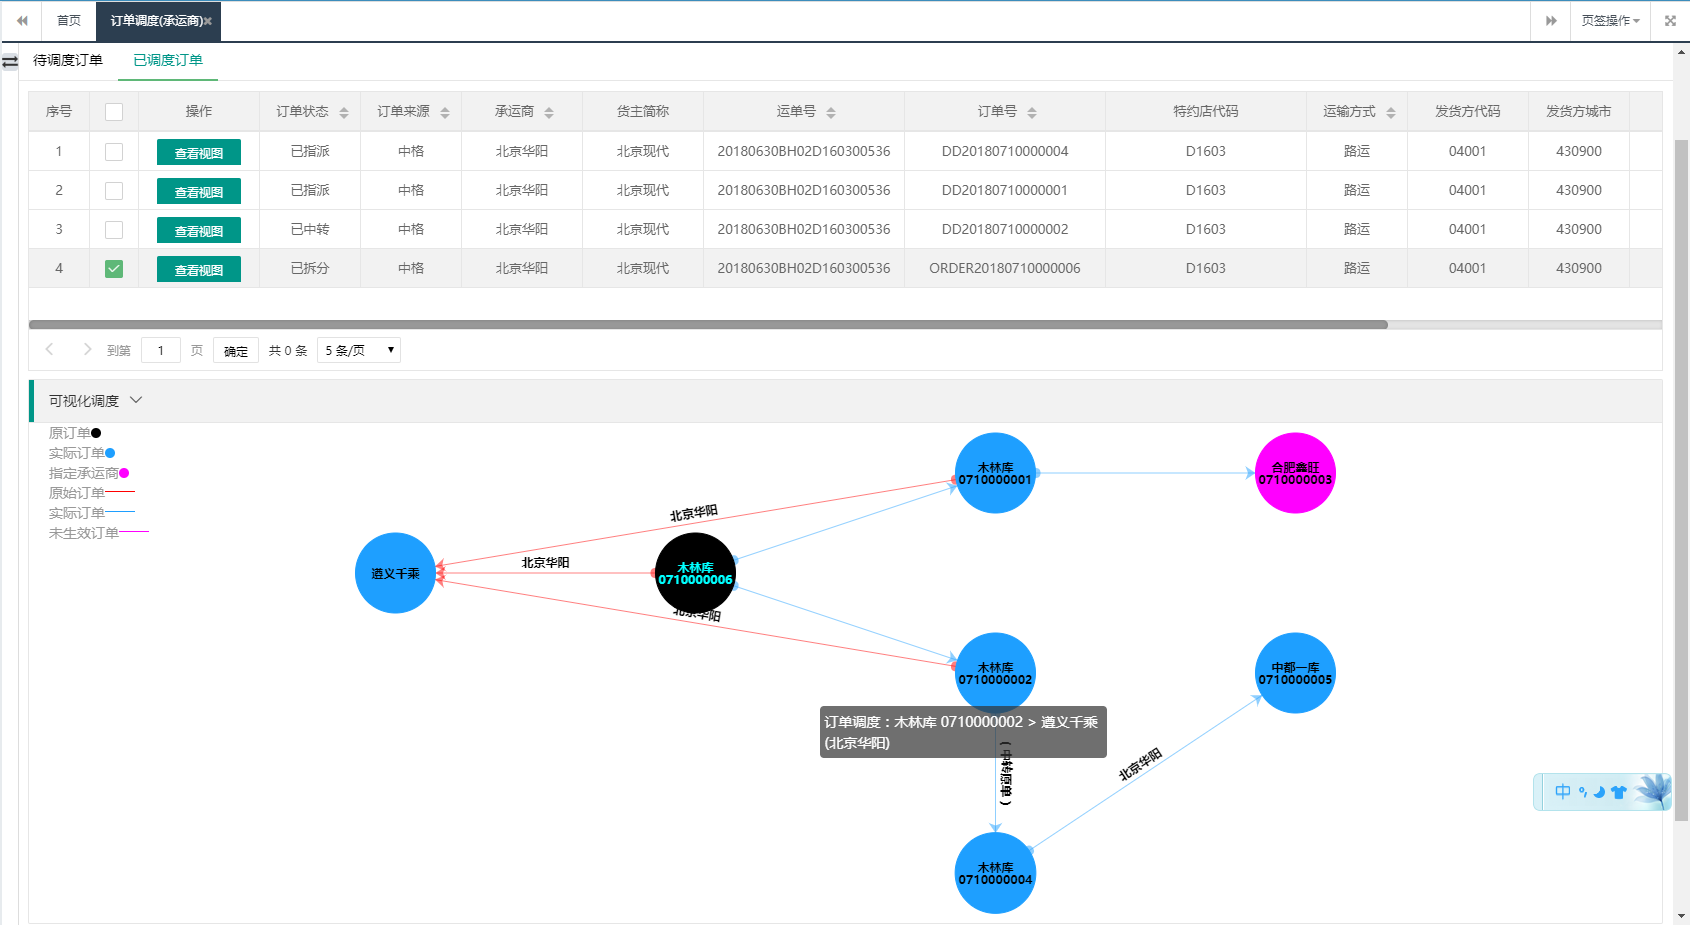 首页 订单调度(承运商) 页签操作
待调度订单 已调度订单
序号 操作 订单状态 订单来源 承运商 货主简称 运单号 订单号 特约店代码 运输方式 发货方代码 发货方城市
1 查看视图 已指派 中格 北京华阳 北京现代 20180630BH02D160300536 DD20180710000004 D1603 路运 04001 430900
2 查看视图 已指派 中格 北京华阳 北京现代 20180630BH02D160300536 DD20180710000001 D1603 路运 04001 430900
3 查看视图 已中转 中格 北京华阳 北京现代 20180630BH02D160300536 DD20180710000002 D1603 路运 04001 430900
4 查看视图 已拆分 中格 北京华阳 北京现代 20180630BH02D160300536 ORDER20180710000006 D1603 路运 04001 430900
到第 1 页 确定 共 0 条 5 条/页
可视化调度
原订单
实际订单
指定承运商
原始订单
实际订单
未生效订单
木林库
0710000001
合肥鑫旺
0710000003
北京华阳
北京华阳
遵义千乘
木林库
0710000006
北京华阳
木林库
0710000002
中都一库
0710000005
订单调度：木林库 0710000002 > 遵义千乘
(北京华阳)
(中转原单)
北京华阳
中
木林库
0710000004